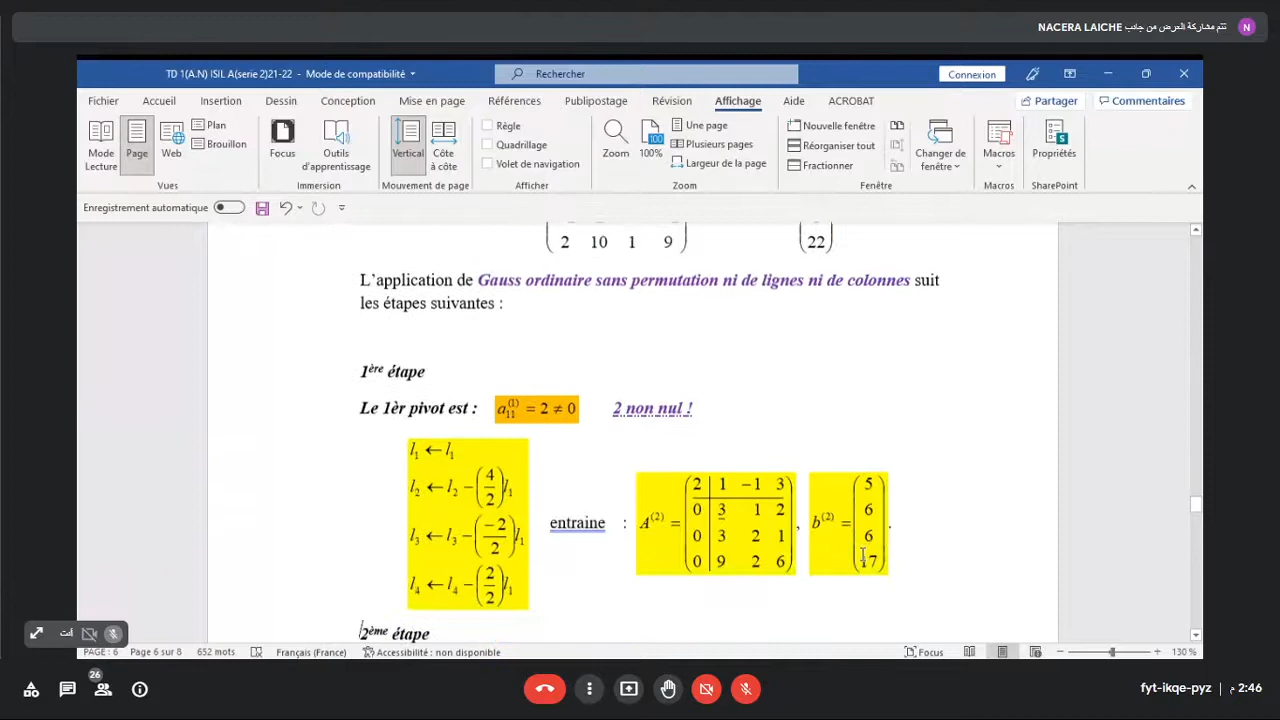 تتم مشاركة العرض من جانب NACERA LAICHE
N
TD 1(A.N) ISIL A(serie 2)21-22 - Mode de compatibilité
Rechercher
Connexion
Fichier Accueil Insertion Dessin Conception Mise en page Références Publipostage Révision Affichage Aide ACROBAT
Partager Commentaires
Mode Lecture
Page
Web
Plan
Brouillon
Vues
Focus
Outils d'apprentissage
Immersion
Vertical
Côte à côte
Mouvement de page
Règle
Quadrillage
Volet de navigation
Afficher
Zoom
100
100%
Une page
Plusieurs pages
Largeur de la page
Zoom
Nouvelle fenêtre
Réorganiser tout
Fractionner
Changer de fenêtre
Fenêtre
Macros
Macros
Propriétés
SharePoint
Enregistrement automatique
2 10 1 9
22
L'application de Gauss ordinaire sans permutation ni de lignes ni de colonnes suit
les étapes suivantes :
1ère étape
Le 1èr pivot est : a₁₁⁽¹⁾ = 2 ≠ 0 2 non nul !
l₁ ← l₁
l₂ ← l₂ − (4/2) l₁
l₃ ← l₃ − (−2/2) l₁
l₄ ← l₄ − (2/2) l₁
entraine :
A⁽²⁾ =
2 1 −1 3
0 3 1 2
0 3 2 1
0 9 2 6
,
b⁽²⁾ =
5
6
6
17
.
2ème étape
أنت
PAGE : 6 Page 6 sur 8 652 mots Français (France) Accessibilité : non disponible
Focus
130 %
26
fyt-ikqe-pyz | 2:46 م